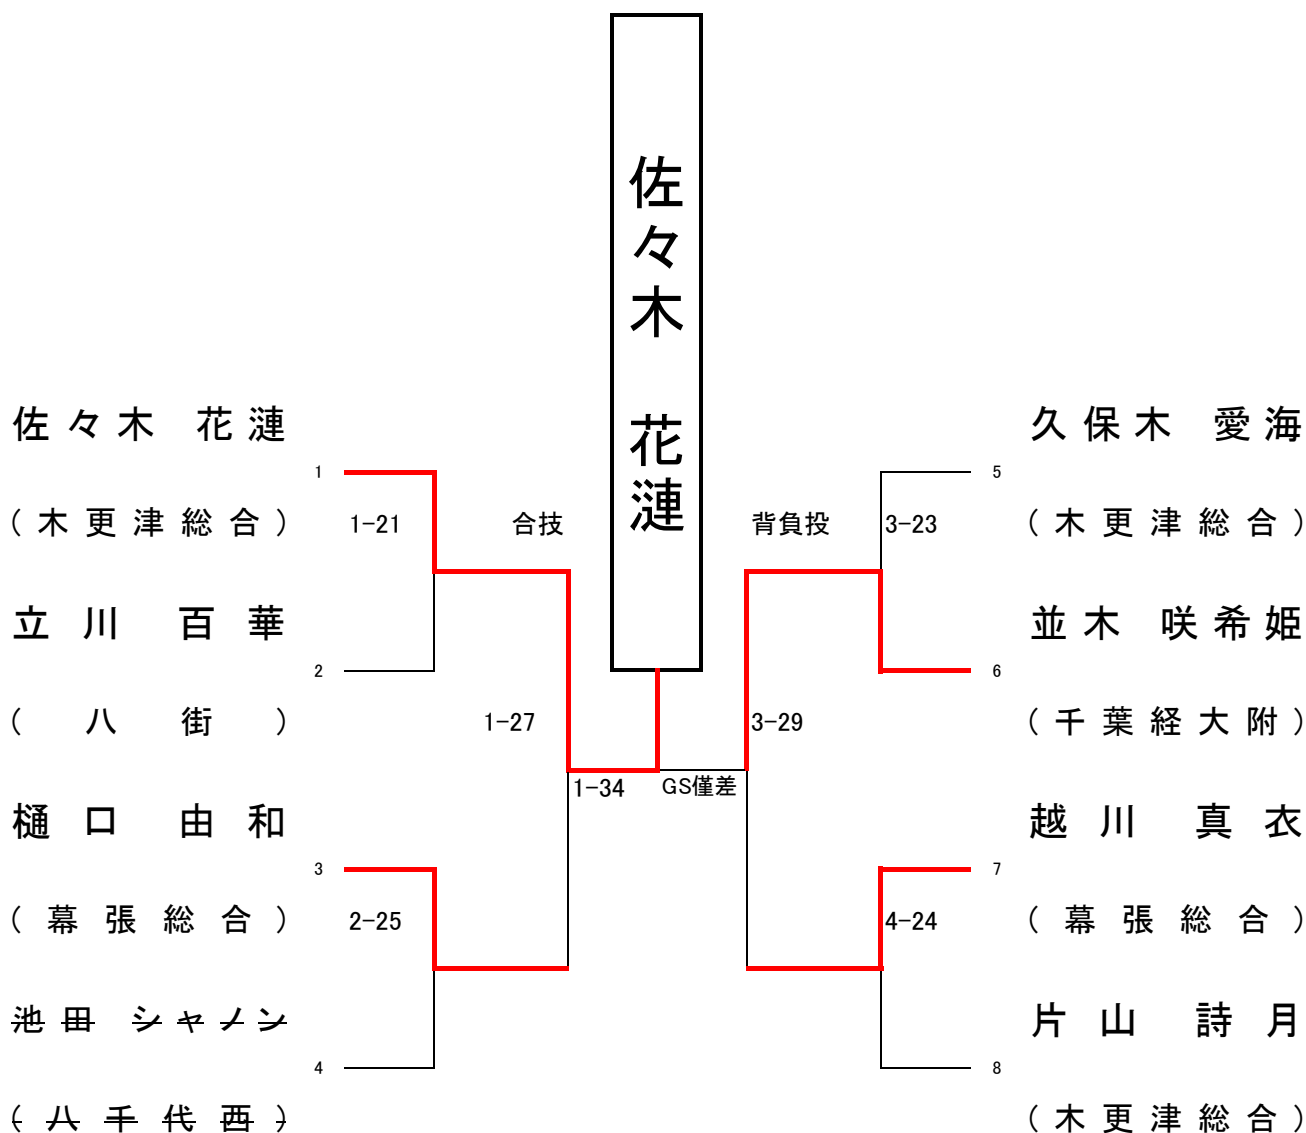 佐々木 花漣
佐々木 花漣
1
(木更津総合)
1-21
合技
立川 百華
2
(八街)
1-27
樋口 由和
3
(幕張総合)
2-25
池田 シャノン
4
(八千代西)
1-34
GS僅差
久保木 愛海
5
(木更津総合)
背負投
3-23
並木 咲希姫
6
(千葉経大附)
3-29
越川 真衣
7
(幕張総合)
4-24
片山 詩月
8
(木更津総合)